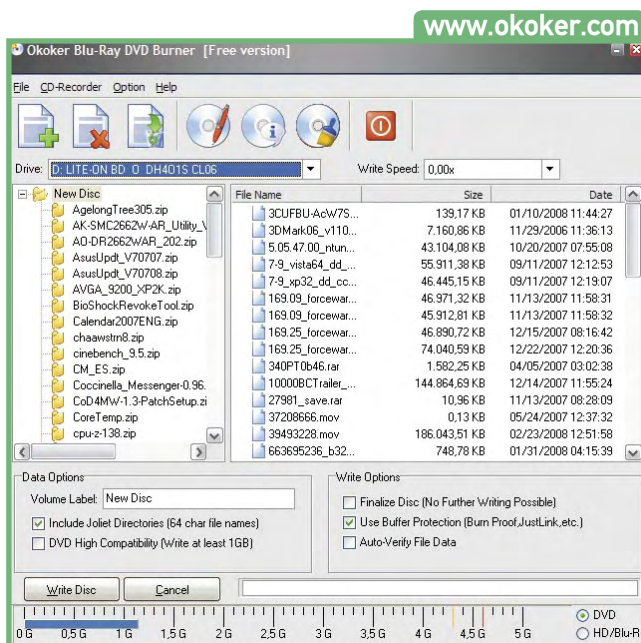 www.okoker.com
Okoker Blu-Ray DVD Burner [Free version]
File CD-Recorder Option Help
Drive: D: LITE-ON BD O DH4O1S CL06 Write Speed: 0,00x
New Disc
AgelongTree305.zip
AK-SMC2662W-AR_Utility_V
AO-DR2662WAR_202.zip
AsusUpdt_V70707.zip
AsusUpdt_V70708.zip
AVGA_9200_XP2K.zip
BioShockRevokeTool.zip
Calendar2007ENG.zip
chaawstrn8.zip
cinebench_9.5.zip
CM_ES.zip
Coccinella_Messenger-0.96.
CoD4MW-1.3-PatchSetup.zi
CoreTemp.zip
cpu-z-138.zip
File Name Size Date
3CUFBU-AcW7S... 139,17 KB 01/10/2008 11:44:27
3DMark06_v110... 7.160,86 KB 11/29/2006 11:36:13
5.05.47.00_ntun... 43.104,08 KB 10/20/2007 07:55:08
7-9_vista64_dd_... 55.911,38 KB 09/11/2007 12:12:53
7-9_xp32_dd_cc... 46.445,15 KB 09/11/2007 12:19:07
169.09_forcewar... 46.971,32 KB 11/13/2007 11:58:31
169.09_forcewar... 45.912,81 KB 11/13/2007 11:58:32
169.25_forcewar... 46.890,72 KB 12/15/2007 08:16:42
169.25_forcewar... 74.040,59 KB 12/22/2007 12:20:36
340PT0b46.rar 1.582,25 KB 04/05/2007 03:02:38
10000BCTrailer_... 144.864,69 KB 12/14/2007 11:55:24
27981_save.rar 10,96 KB 11/13/2007 08:28:09
37208666.mov 0,13 KB 05/24/2007 12:37:32
39493228.mov 186.043,51 KB 02/23/2008 12:51:58
663695236_b32... 748,78 KB 01/31/2008 04:15:39
Data Options
Volume Label: New Disc
Include Joliet Directories (64 char file names)
DVD High Compatibility (Write at least 1GB)
Write Options
Finalize Disc (No Further Writing Possible)
Use Buffer Protection (Burn Proof,JustLink,etc.)
Auto-Verify File Data
Write Disc Cancel
0 G 0,5 G 1 G 1,5 G 2 G 2,5 G 3 G 3,5 G 4 G 4,5 G 5 G
DVD
HD/Blu-R